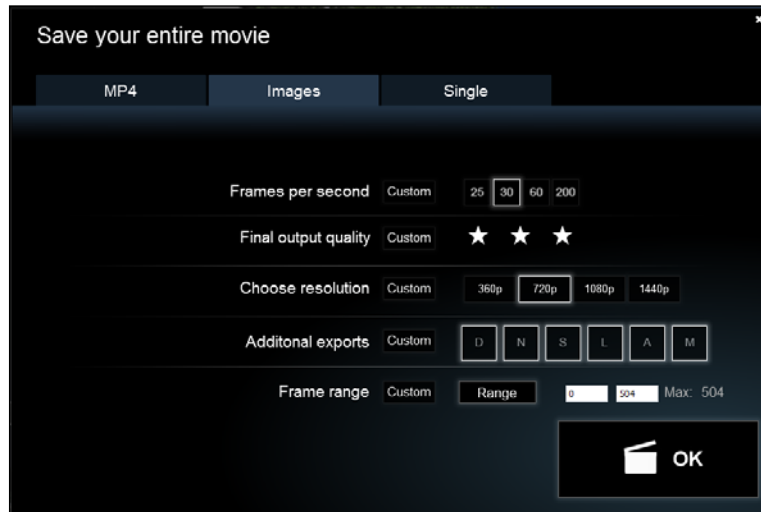 Save your entire movie
MP4 Images Single
Frames per second Custom 25 30 60 200
Final output quality Custom
Choose resolution Custom 360p 720p 1080p 1440p
Additonal exports Custom D N S L A M
Frame range Custom Range 0 504 Max: 504
OK